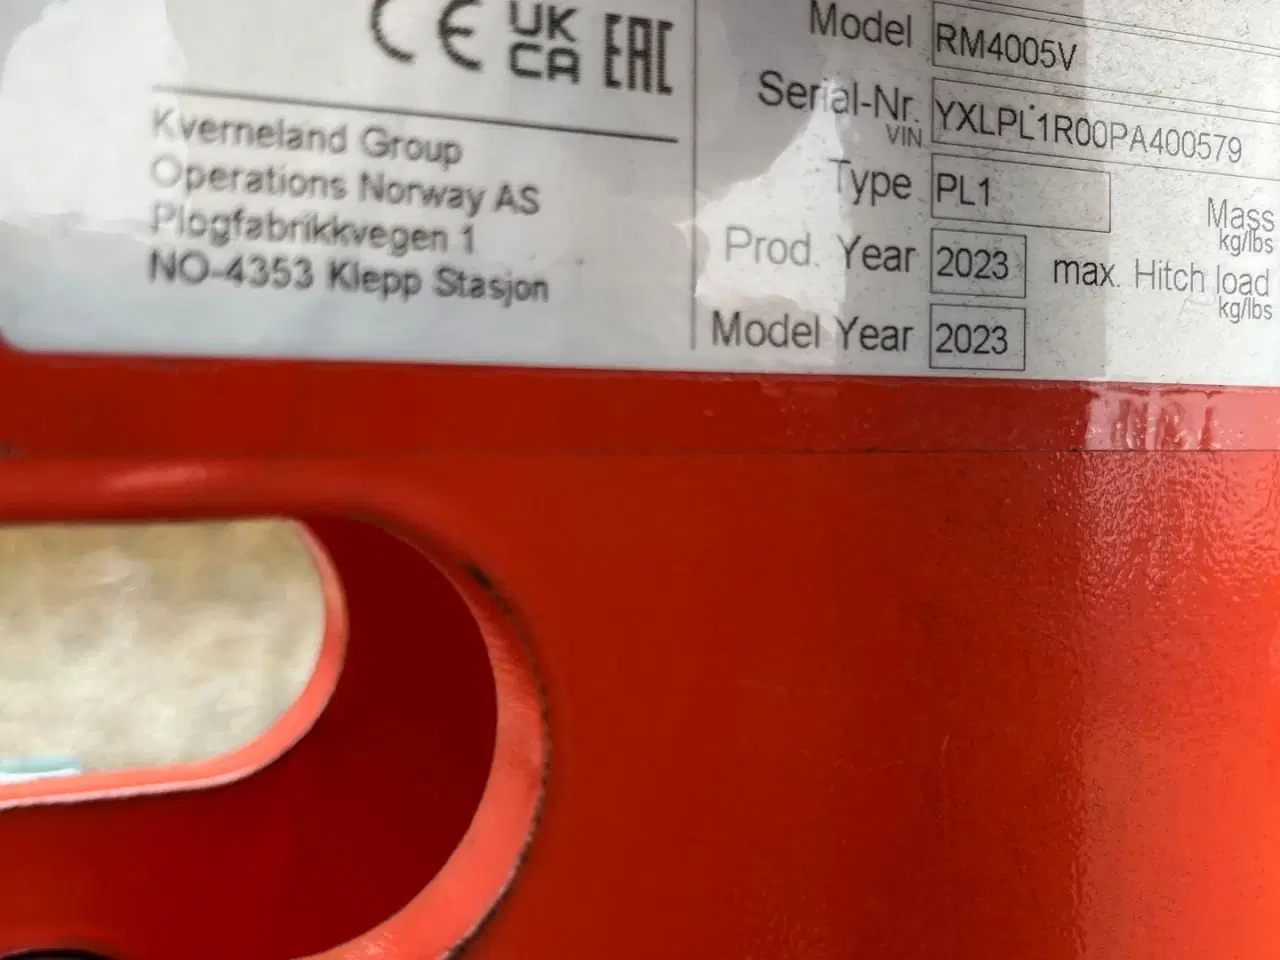 CE UK CA EAC
Kverneland Group
Operations Norway AS
Plogfabrikkvegen 1
NO-4353 Klepp Stasjon
Model RM4005V
Serial-Nr. YXLPL1R00PA400579
VIN
Type PL1
Mass
kg/lbs
Prod. Year 2023 max. Hitch load
kg/lbs
Model Year 2023